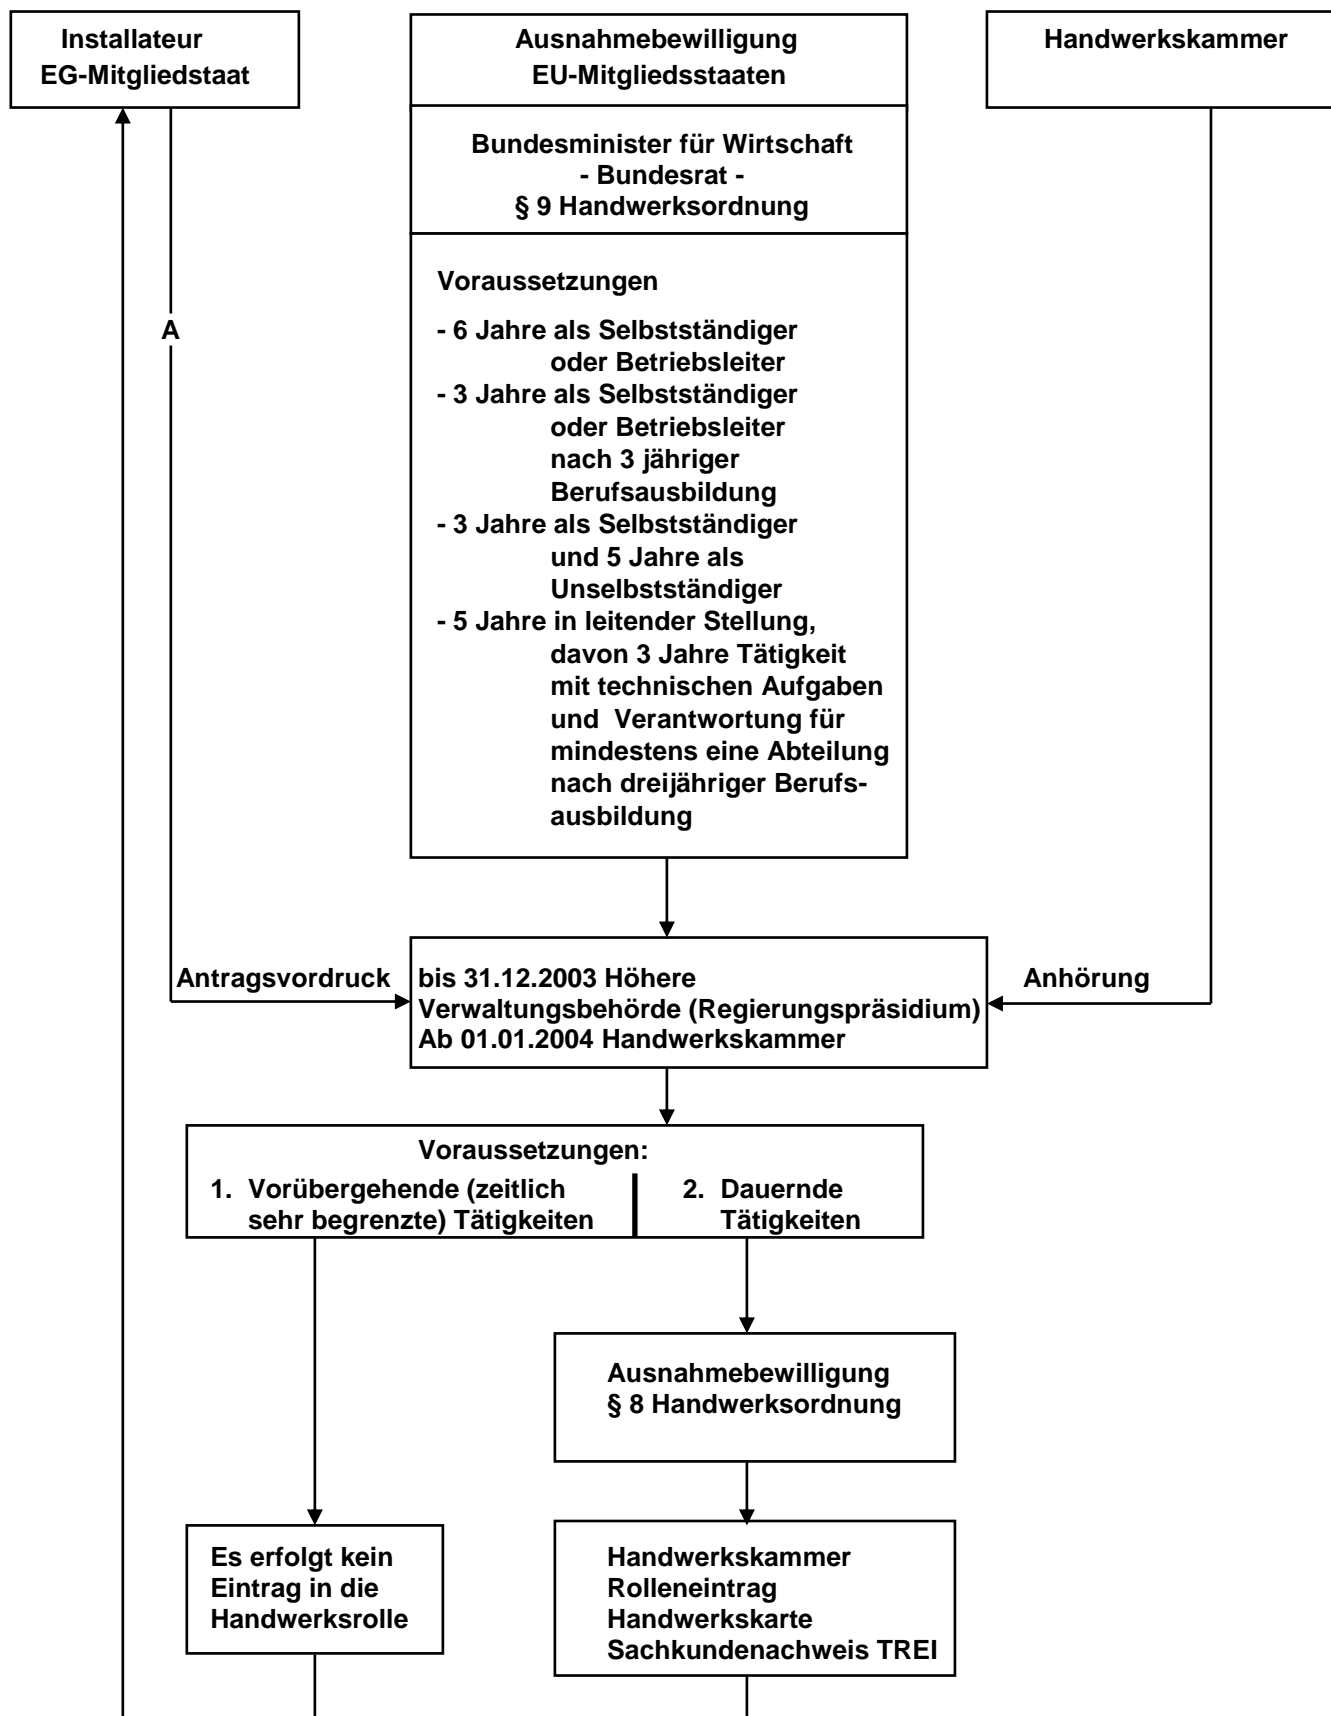 Installateur
EG-Mitgliedstaat
Ausnahmebewilligung
EU-Mitgliedsstaaten
Handwerkskammer
Bundesminister für Wirtschaft
- Bundesrat -
§ 9 Handwerksordnung
Voraussetzungen
- 6 Jahre als Selbstständiger
oder Betriebsleiter
- 3 Jahre als Selbstständiger
oder Betriebsleiter
nach 3 jähriger
Berufsausbildung
- 3 Jahre als Selbstständiger
und 5 Jahre als
Unselbstständiger
- 5 Jahre in leitender Stellung,
davon 3 Jahre Tätigkeit
mit technischen Aufgaben
und Verantwortung für
mindestens eine Abteilung
nach dreijähriger Berufs-
ausbildung
A
Antragsvordruck
bis 31.12.2003 Höhere
Verwaltungsbehörde (Regierungspräsidium)
Ab 01.01.2004 Handwerkskammer
Anhörung
Voraussetzungen:
1. Vorübergehende (zeitlich
sehr begrenzte) Tätigkeiten
2. Dauernde
Tätigkeiten
Ausnahmebewilligung
§ 8 Handwerksordnung
Es erfolgt kein
Eintrag in die
Handwerksrolle
Handwerkskammer
Rolleneintrag
Handwerkskarte
Sachkundenachweis TREI